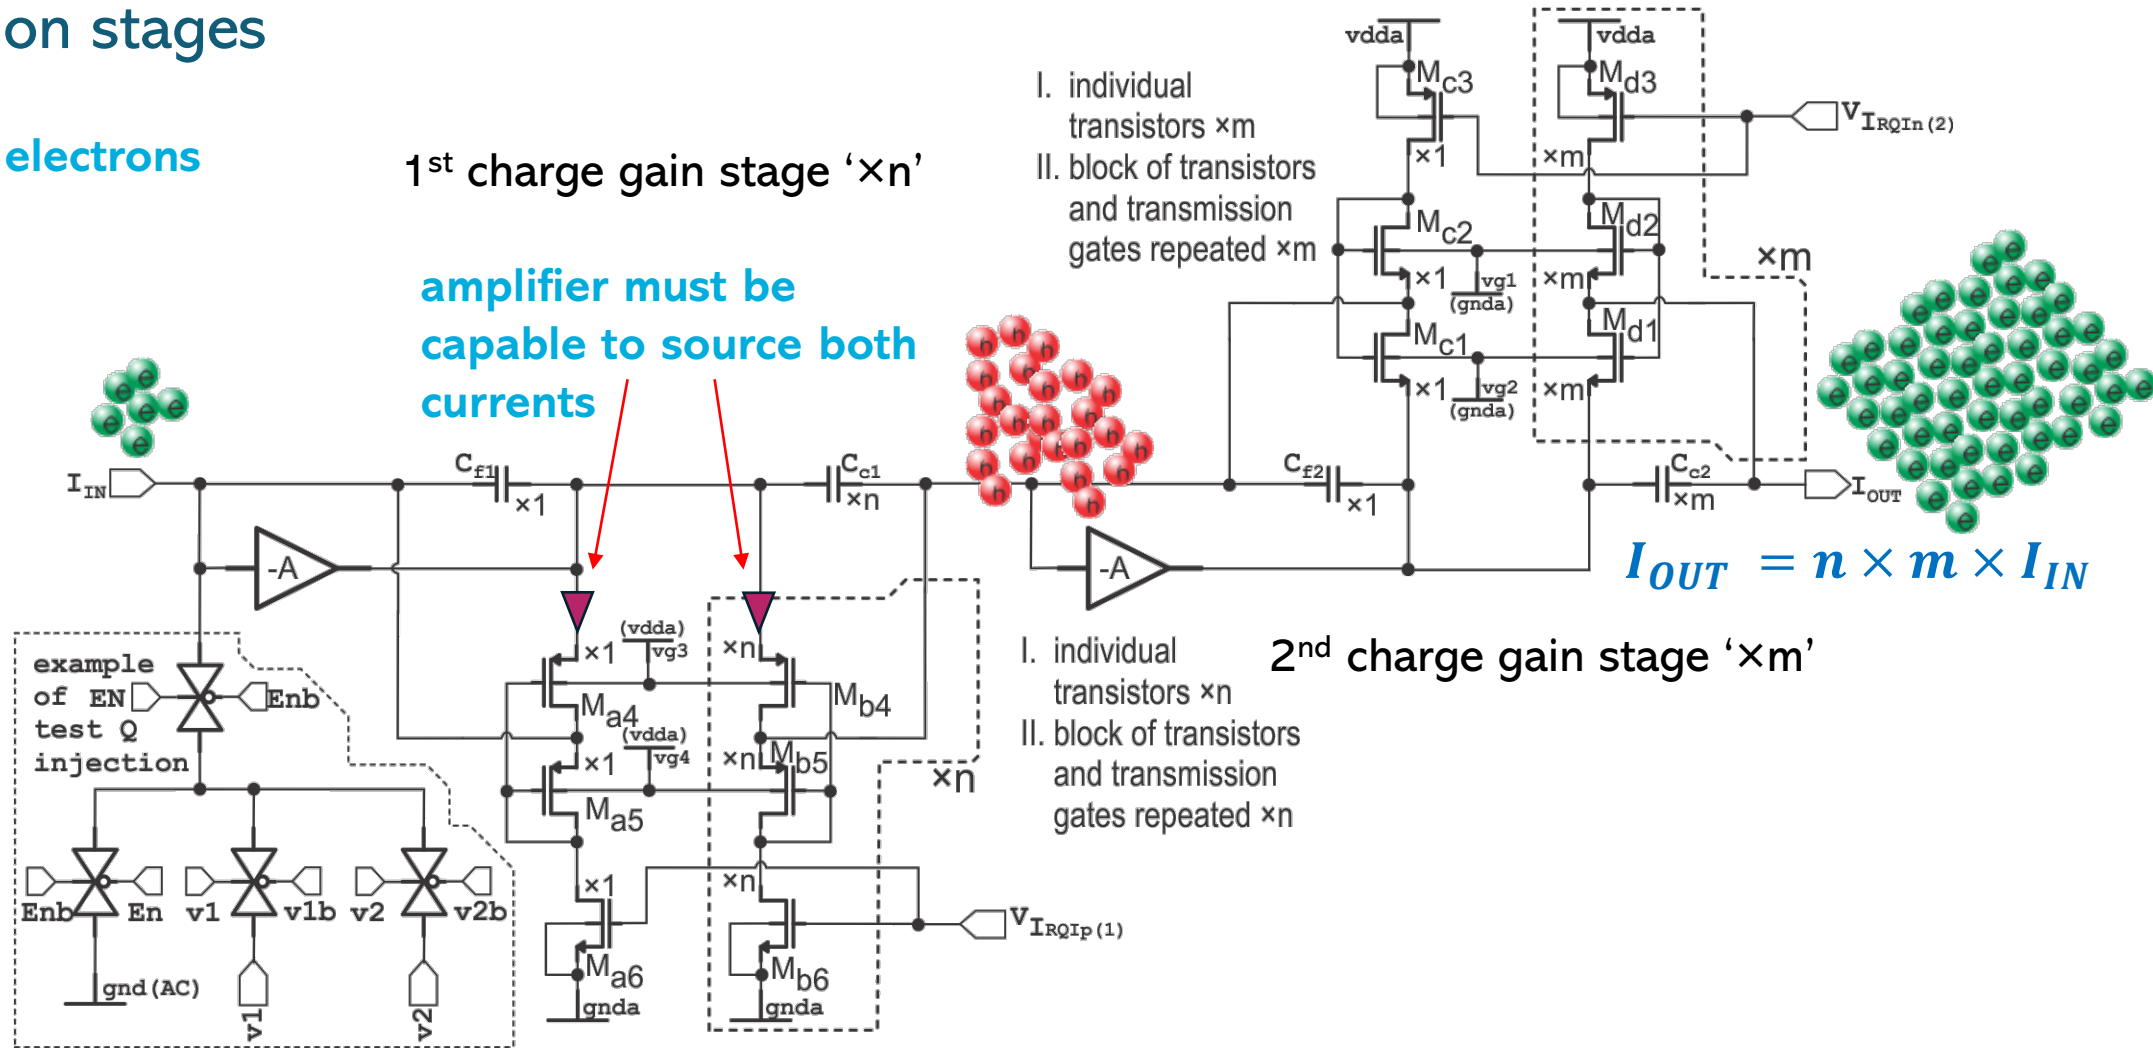 on stages
electrons
1st charge gain stage ‘×n’
amplifier must be
capable to source both
currents
I. individual
transistors ×m
II. block of transistors
and transmission
gates repeated ×m
vdda
vdda
Mc3
Md3
VIRQIn(2)
×1
×m
Mc2
Md2
×1
vg1
(gnda)
×m
×m
Mc1
Md1
×1
vg2
(gnda)
×m
IIN
Cf1
×1
Cc1
×n
Cf2
×1
Cc2
×m
IOUT
-A
-A
IOUT = n × m × IIN
2nd charge gain stage ‘×m’
I. individual
transistors ×n
II. block of transistors
and transmission
gates repeated ×n
example
of EN
Enb
test Q
injection
×1
(vdda)
vg3
×n
Ma4
Mb4
×1
(vdda)
vg4
×n
Mb5
Ma5
×n
×1
×n
VIRQIp(1)
Ma6
Mb6
gnda
gnda
Enb
En
v1
v1b
v2
v2b
gnd(AC)
v1
v2
e e e e e e
h h h h h h h h h h h h h h h h h h h h h h